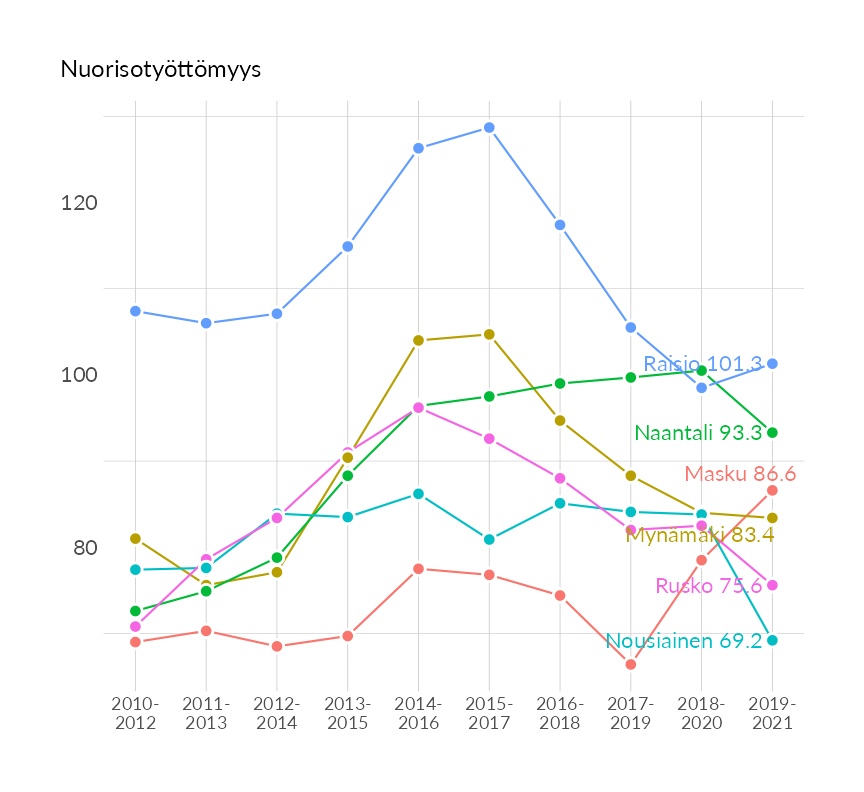 Nuorisotyöttömyys
120
100
80
Raisio 101.3
Naantali 93.3
Masku 86.6
Mynämäki 83.4
Rusko 75.6
Nousiainen 69.2
2010- 2011- 2012- 2013- 2014- 2015- 2016- 2017- 2018- 2019-
2012 2013 2014 2015 2016 2017 2018 2019 2020 2021